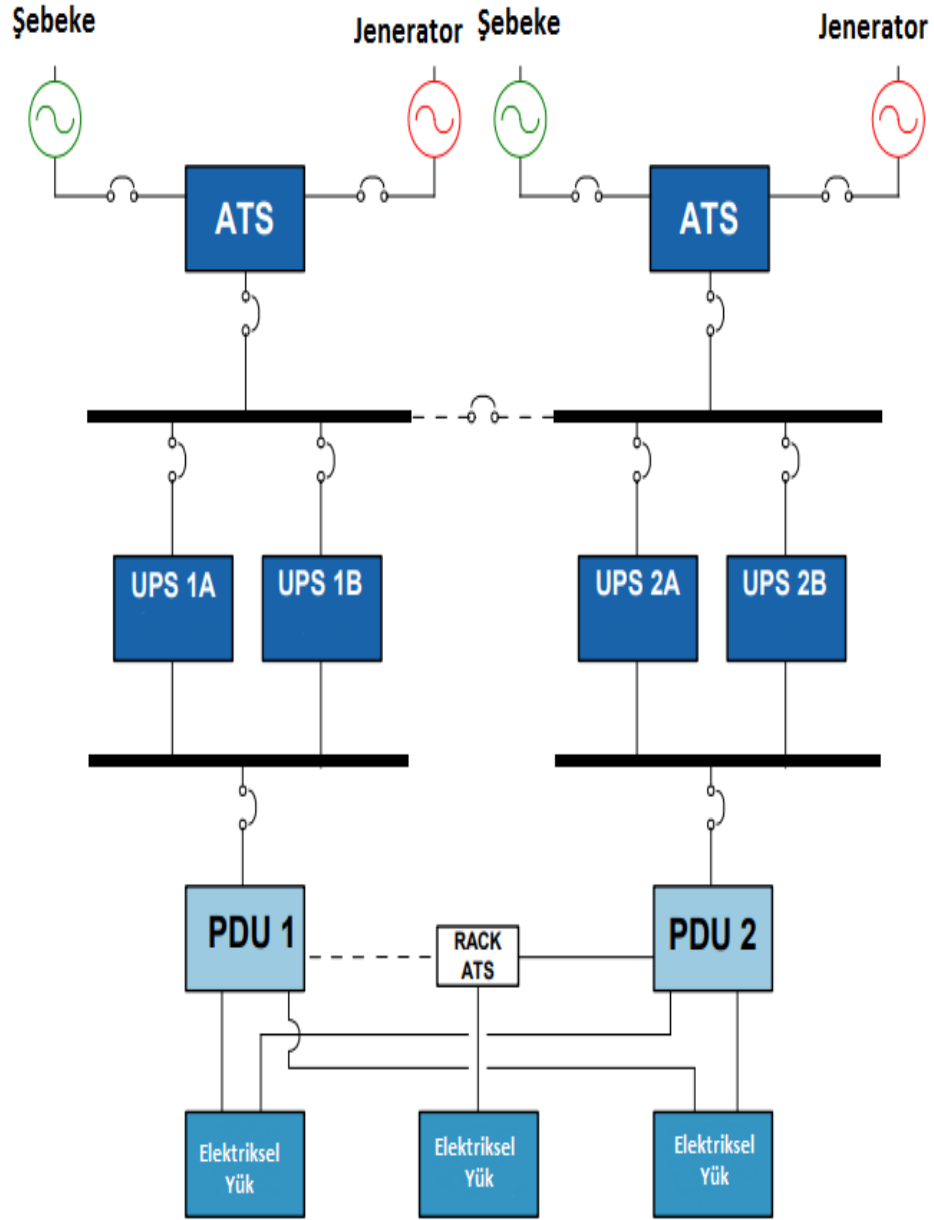 Şebeke
Jenerator
Şebeke
Jenerator
ATS
ATS
UPS 1A
UPS 1B
UPS 2A
UPS 2B
PDU 1
RACK
ATS
PDU 2
Elektriksel
Yük
Elektriksel
Yük
Elektriksel
Yük